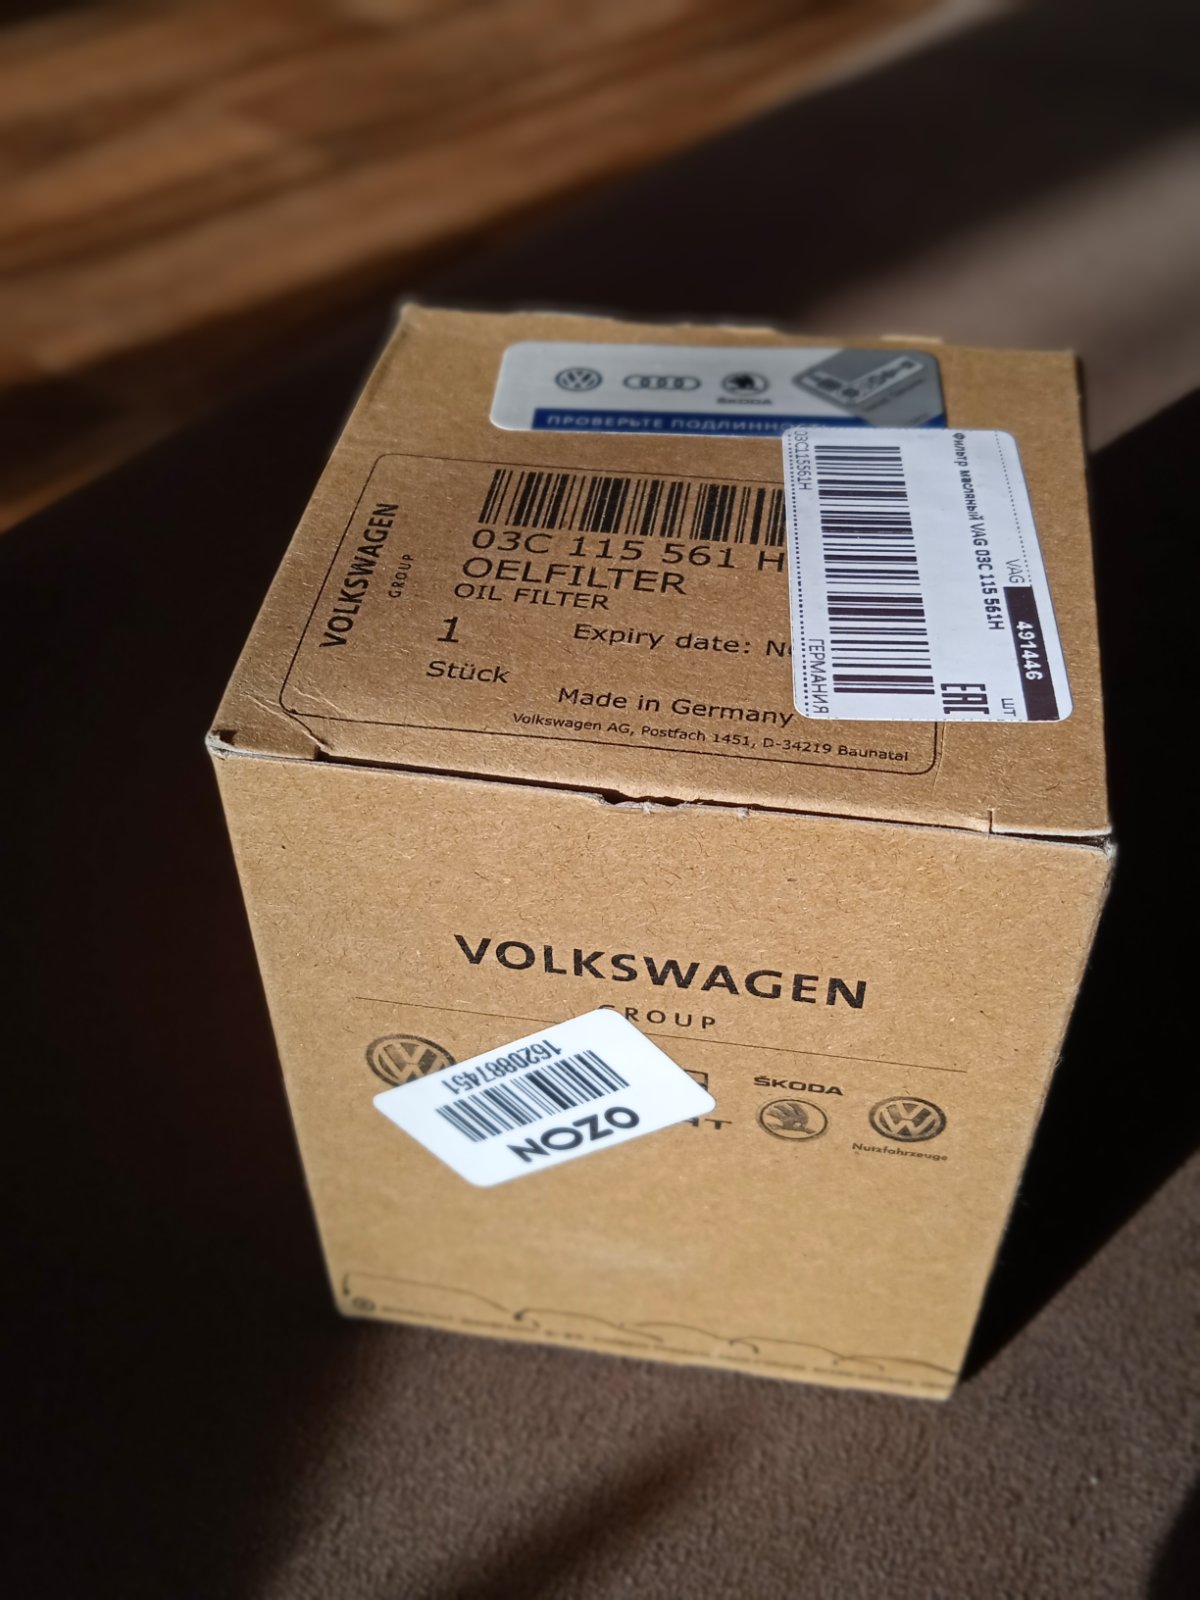 ŠKODA
ПРОВЕРЬТЕ ПОДЛИННОСТЬ
VOLKSWAGEN
GROUP
03C 115 561 H
OELFILTER
OIL FILTER
1
Stück
Expiry date:
Made in Germany
Volkswagen AG, Postfach 1451, D-34219 Baunatal
03C115561H
ГЕРМАНИЯ
Фильтр масляный VAG 03C 115 561H
EAC
VAG
491446
ШТ
VOLKSWAGEN
GROUP
1620887451
OZON
ŠKODA
Nutzfahrzeuge